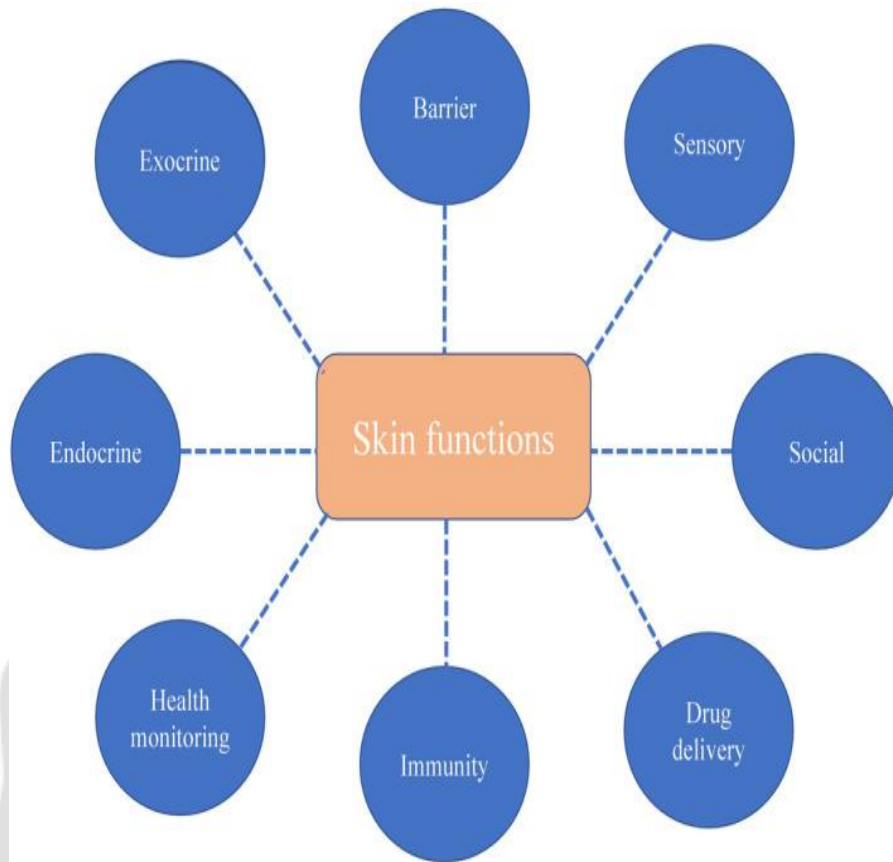 Barrier
Sensory
Exocrine
Skin functions
Endocrine
Social
Health
monitoring
Immunity
Drug
delivery